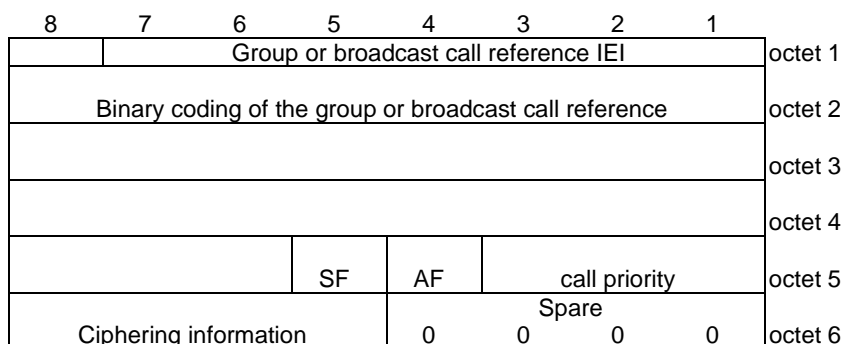 8 7 6 5 4 3 2 1
Group or broadcast call reference IEI octet 1
Binary coding of the group or broadcast call reference octet 2
octet 3
octet 4
SF AF call priority octet 5
Spare
Ciphering information 0 0 0 0 octet 6